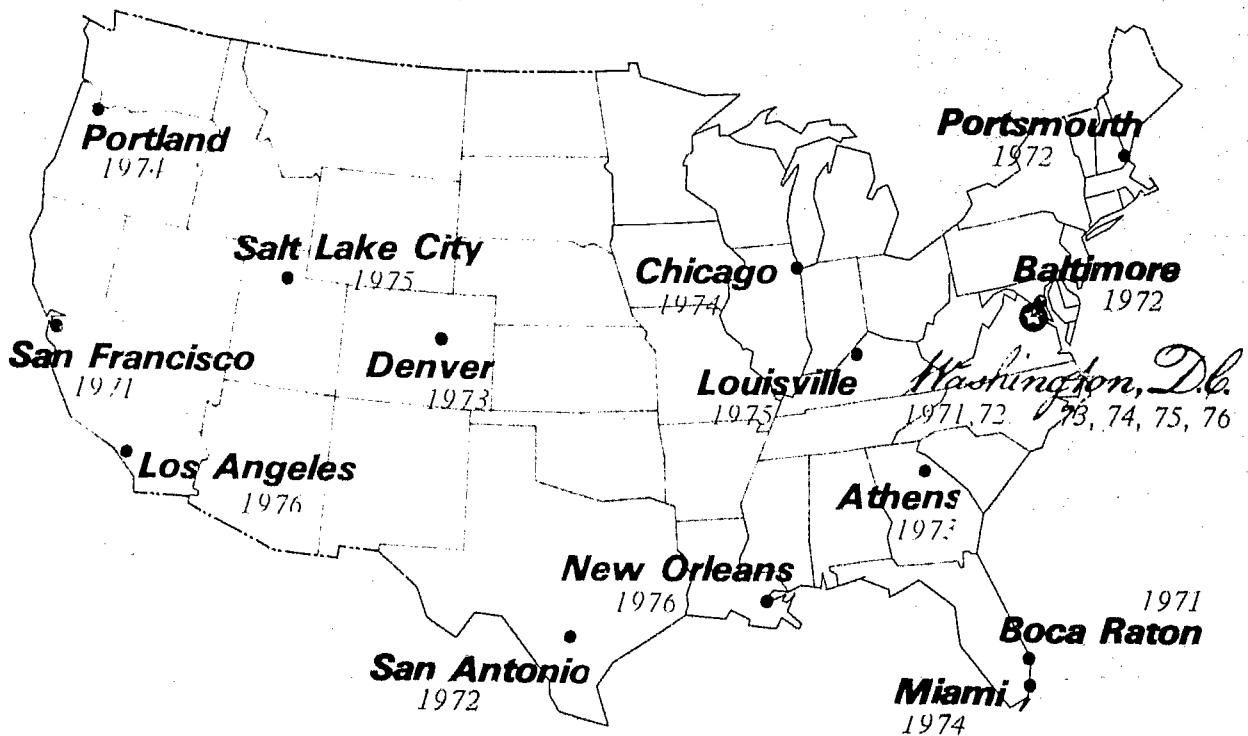 Portland
1974
Portsmouth
1972
Salt Lake City
1975
Chicago
1974
Baltimore
1972
San Francisco
1971
Denver
1973
Louisville
1975
Washington, D.C.
1971, 72 73, 74, 75, 76
Los Angeles
1976
Athens
1973
New Orleans
1976
1971
Boca Raton
San Antonio
1972
Miami
1974